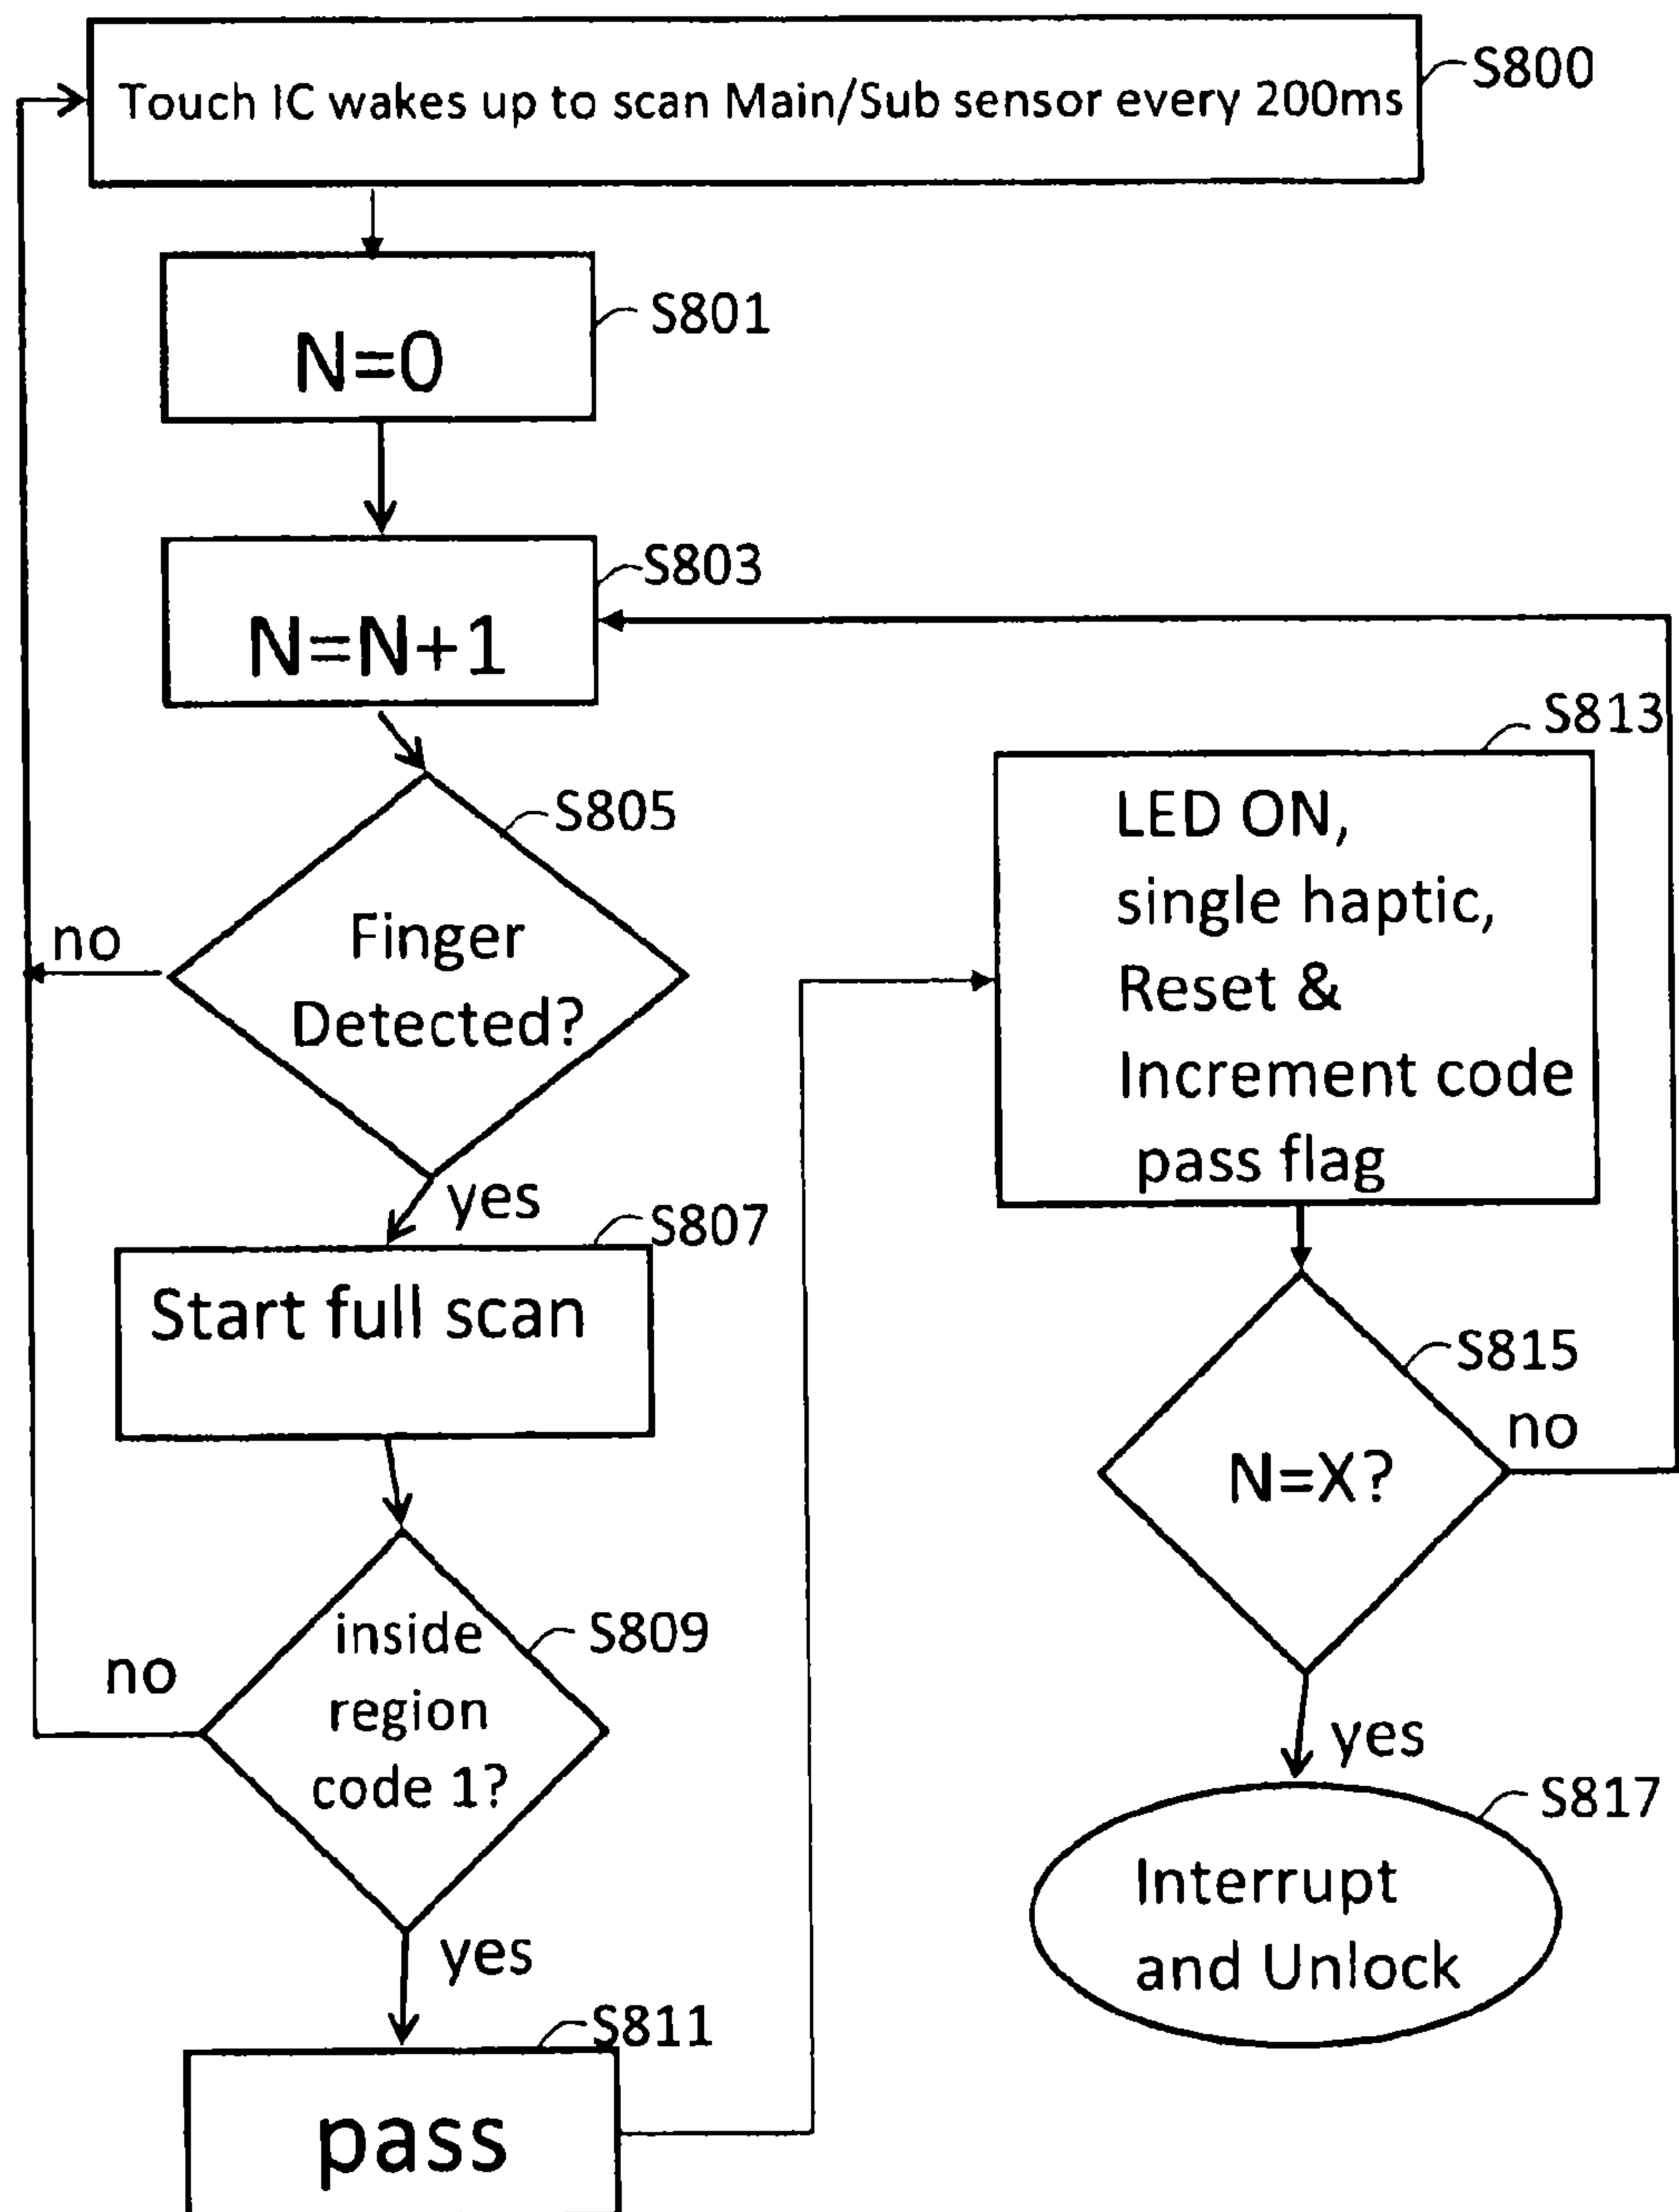 Touch IC wakes up to scan Main/Sub sensor every 200ms
S800
N=0
S801
N=N+1
S803
Finger
Detected?
S805
no
yes
Start full scan
S807
inside
region
code 1?
S809
no
yes
pass
S811
LED ON,
single haptic,
Reset &
Increment code
pass flag
S813
N=X?
S815
no
yes
Interrupt
and Unlock
S817